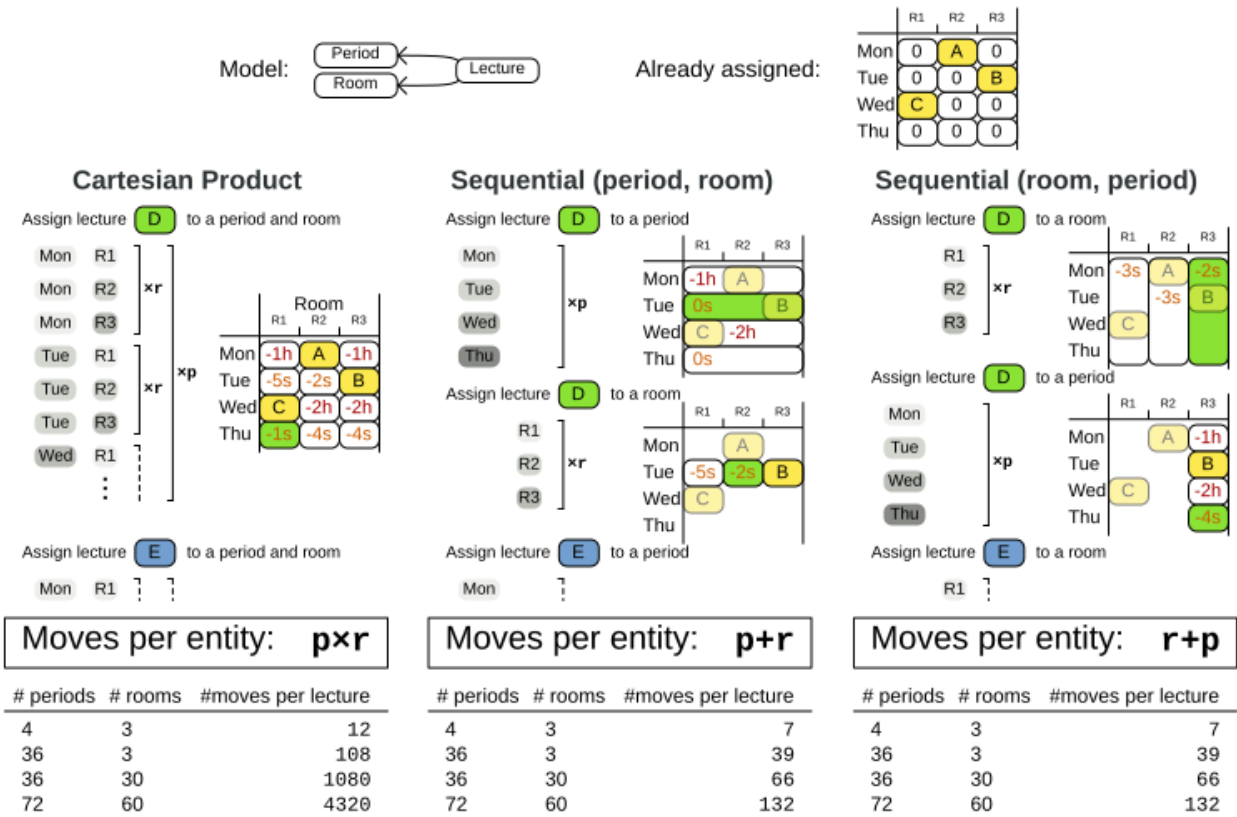 Model: Period Room Lecture
Already assigned:
R1 R2 R3
Mon 0 A 0
Tue 0 0 B
Wed C 0 0
Thu 0 0 0
Cartesian Product
Assign lecture D to a period and room
Mon R1
Mon R2
Mon R3
×r
Tue R1
Tue R2
Tue R3
×r
×p
Wed R1
⋮
Room
R1 R2 R3
Mon -1h A -1h
Tue -5s -2s B
Wed C -2h -2h
Thu -1s -4s -4s
Assign lecture E to a period and room
Mon R1
Moves per entity: p×r
# periods # rooms #moves per lecture
4 3 12
36 3 108
36 30 1080
72 60 4320
Sequential (period, room)
Assign lecture D to a period
Mon
Tue
Wed
Thu
×p
R1 R2 R3
Mon -1h A
Tue 0s B
Wed C -2h
Thu 0s
Assign lecture D to a room
R1
R2
R3
×r
R1 R2 R3
Mon A
Tue -5s -2s B
Wed C
Thu
Assign lecture E to a period
Mon
Moves per entity: p+r
# periods # rooms #moves per lecture
4 3 7
36 3 39
36 30 66
72 60 132
Sequential (room, period)
Assign lecture D to a room
R1
R2
R3
×r
R1 R2 R3
Mon -3s A -2s
Tue -3s B
Wed C
Thu
Assign lecture D to a period
Mon
Tue
Wed
Thu
×p
R1 R2 R3
Mon A -1h
Tue B
Wed C -2h
Thu -4s
Assign lecture E to a room
R1
Moves per entity: r+p
# periods # rooms #moves per lecture
4 3 7
36 3 39
36 30 66
72 60 132